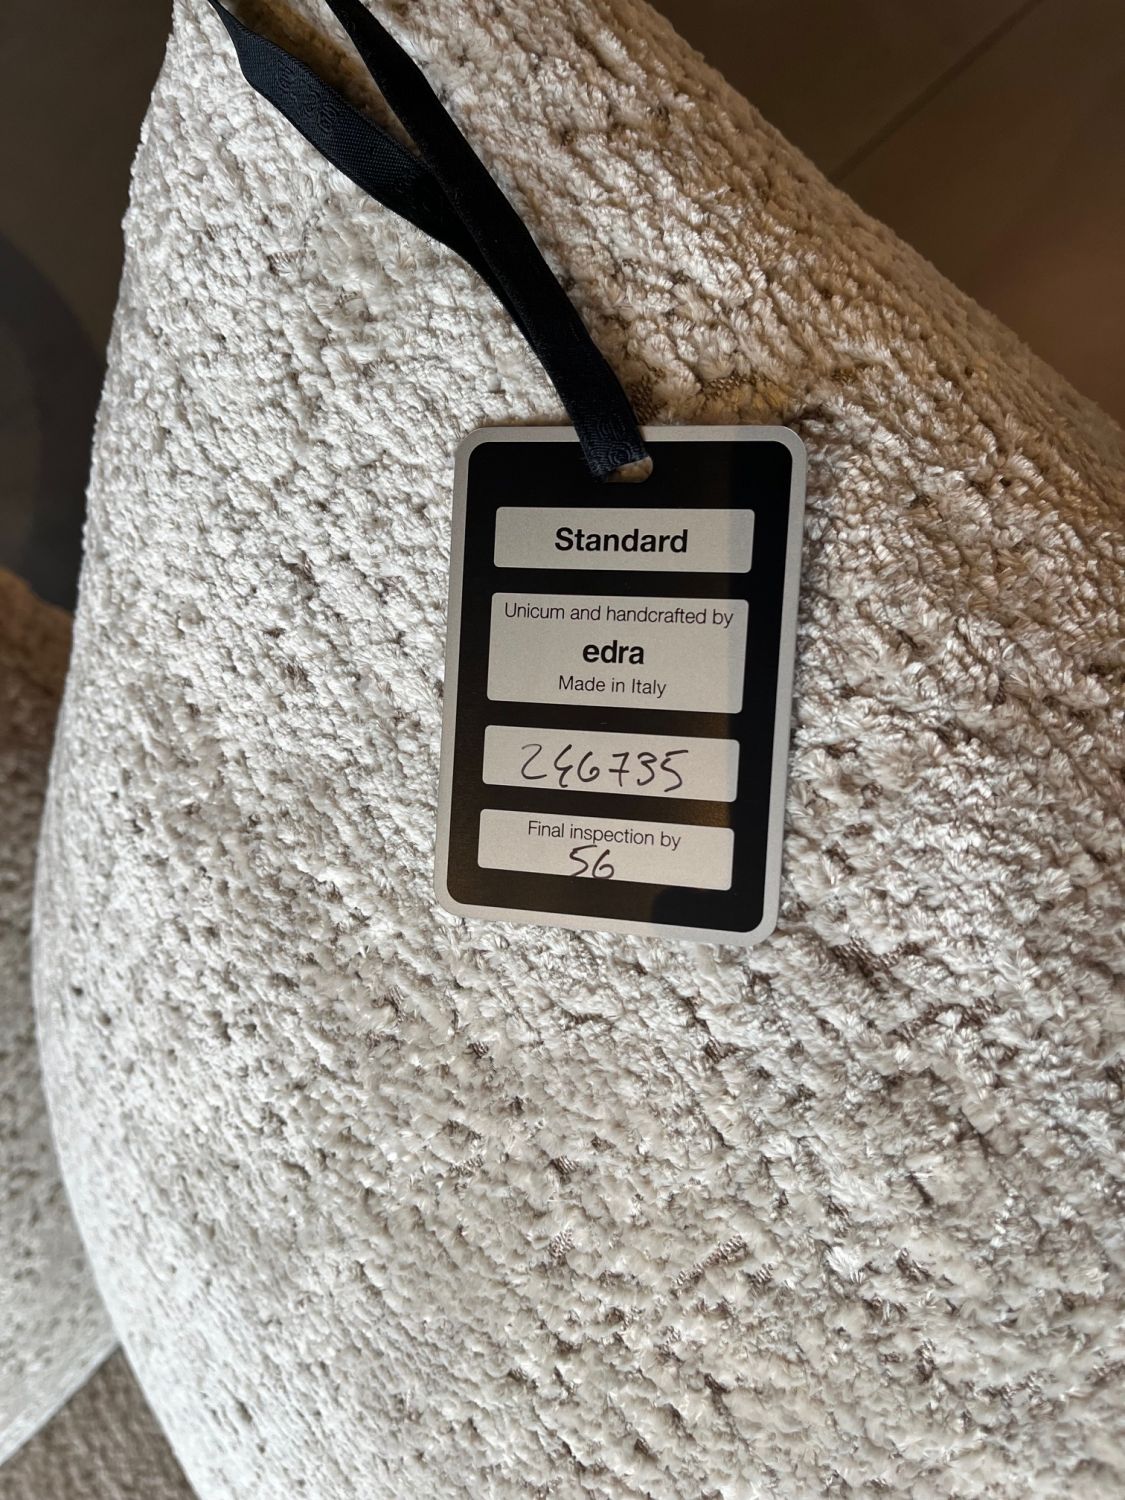 Standard
Unicum and handcrafted by
edra
Made in Italy
246735
Final inspection by
56